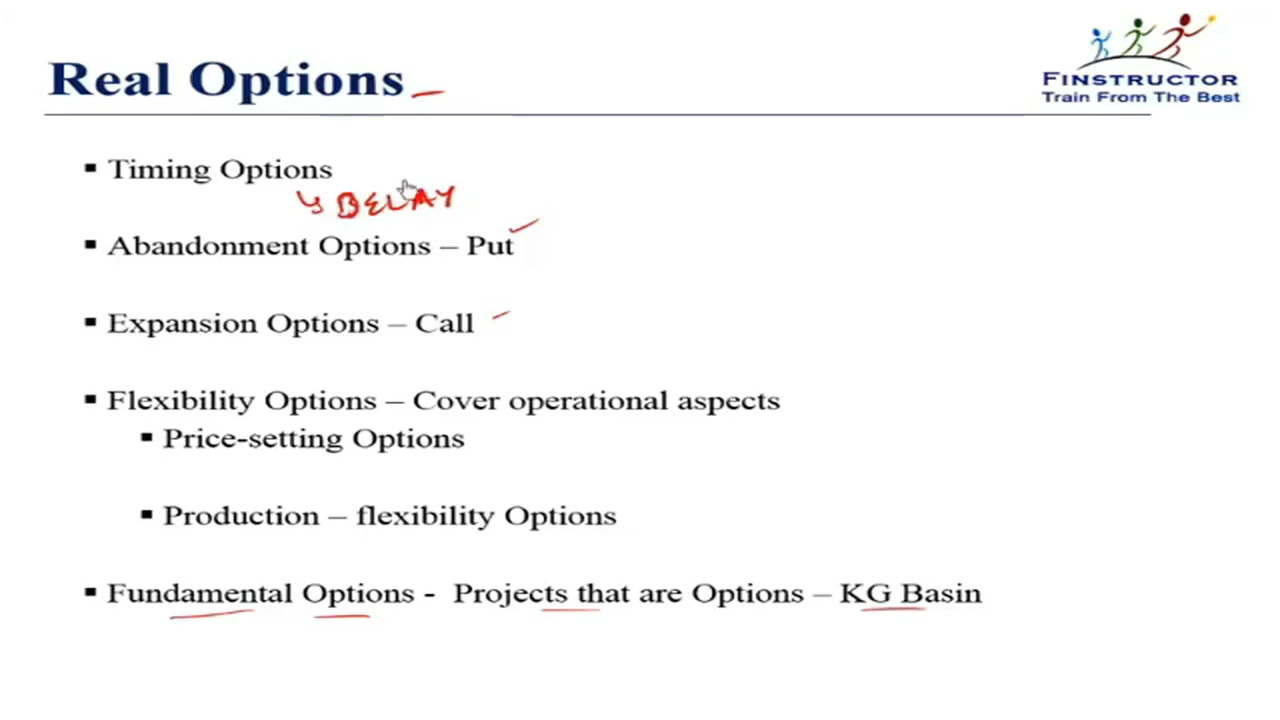 Real Options
FINSTRUCTOR
Train From The Best
▪ Timing Options
↳ DELAY
▪ Abandonment Options – Put
▪ Expansion Options – Call
▪ Flexibility Options – Cover operational aspects
▪ Price-setting Options
▪ Production – flexibility Options
▪ Fundamental Options - Projects that are Options – KG Basin